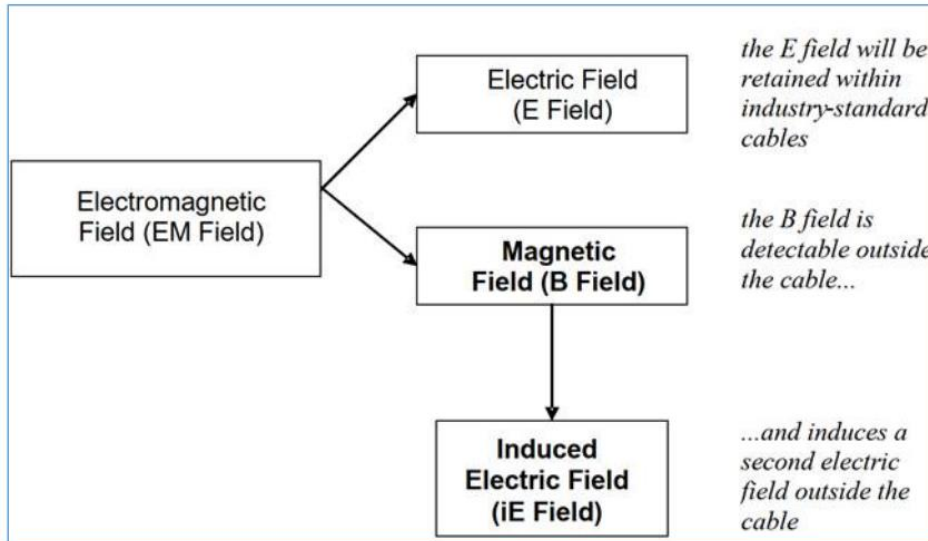 Electromagnetic
Field (EM Field)
Electric Field
(E Field)
the E field will be
retained within
industry-standard
cables
Magnetic
Field (B Field)
the B field is
detectable outside
the cable...
Induced
Electric Field
(iE Field)
...and induces a
second electric
field outside the
cable